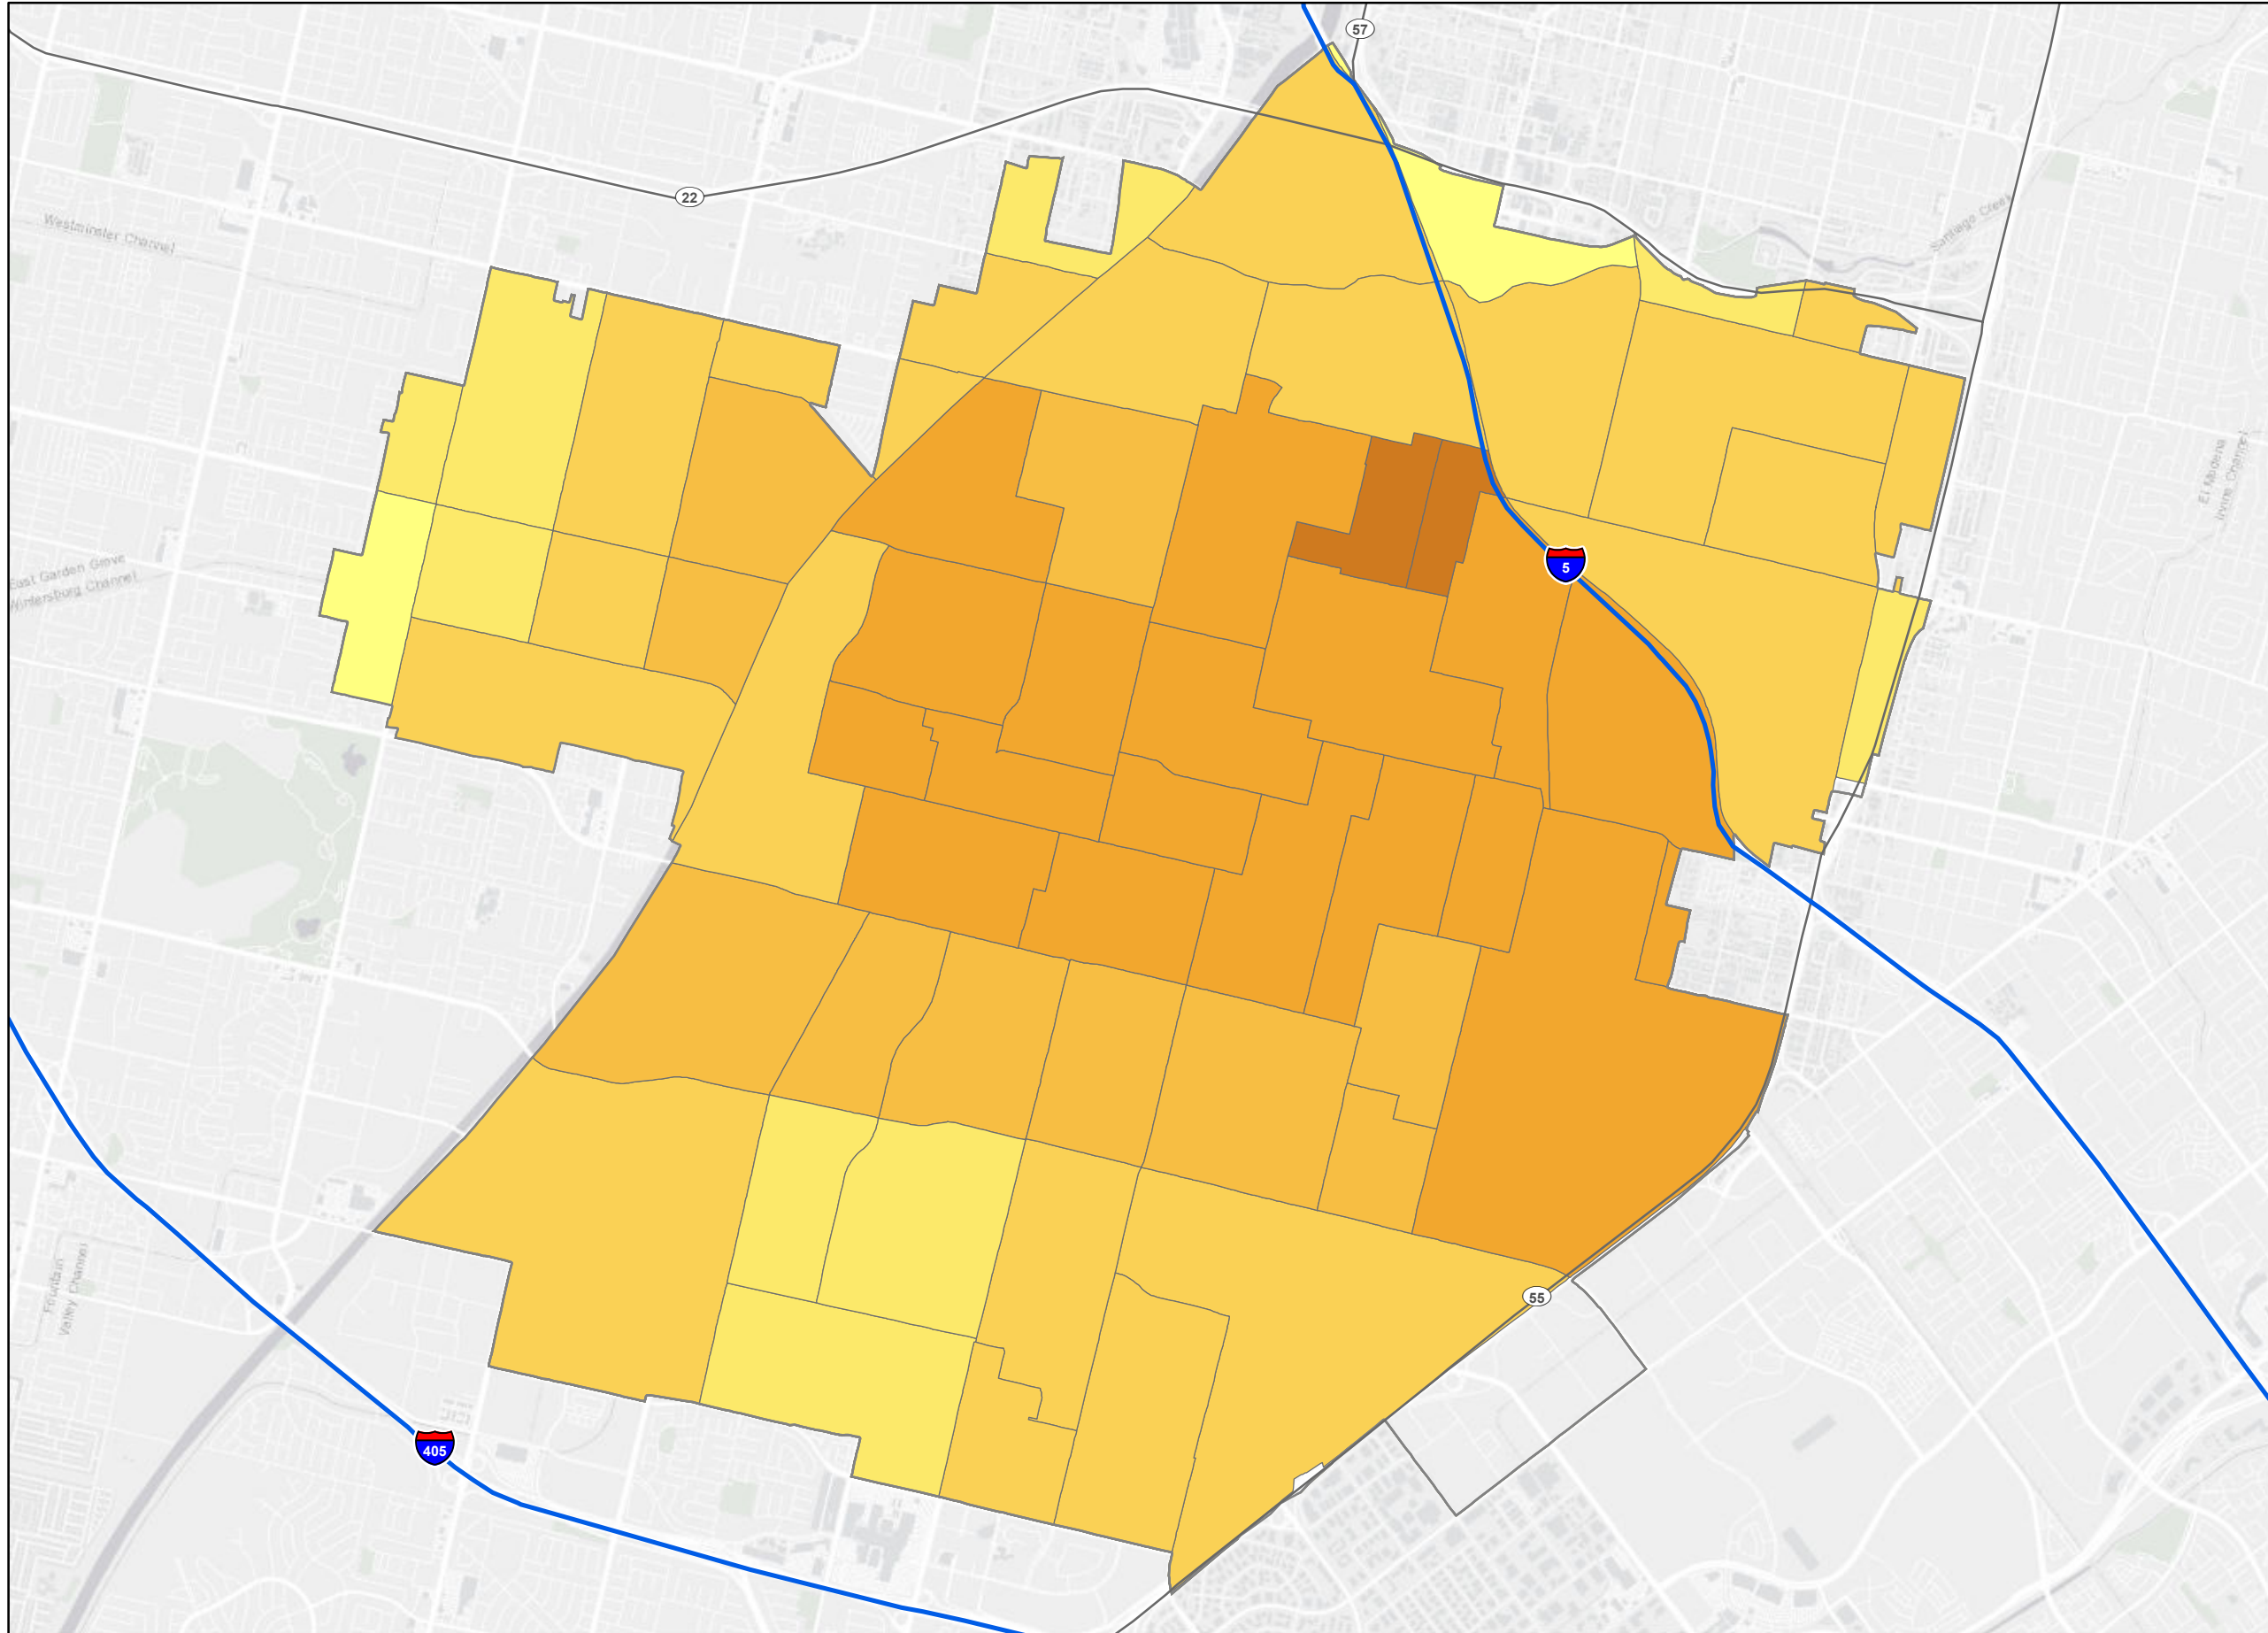 57
22
Westminster Channel
Santiago Creek
El Modena
Irvine Channel
East Garden Grove
Wintersburg Channel
5
Fountain
Valley Channel
55
405